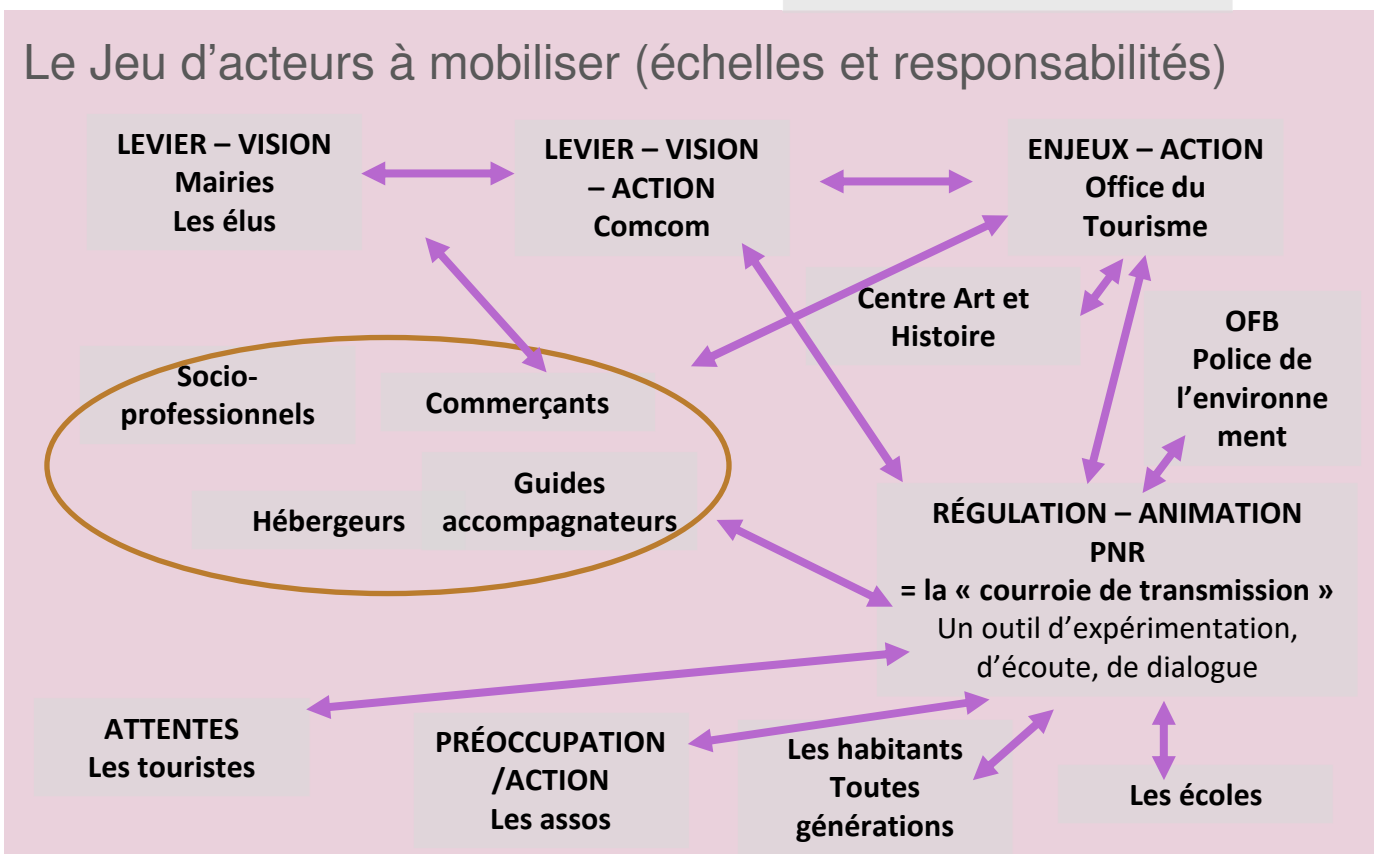 Le Jeu d'acteurs à mobiliser (échelles et responsabilités)
LEVIER – VISION
Mairies
Les élus
LEVIER – VISION
– ACTION
Comcom
ENJEUX – ACTION
Office du
Tourisme
Centre Art et
Histoire
OFB
Police de
l'environne
ment
Socio-
professionnels
Commerçants
Hébergeurs
Guides
accompagnateurs
RÉGULATION – ANIMATION
PNR
= la « courroie de transmission »
Un outil d'expérimentation,
d'écoute, de dialogue
ATTENTES
Les touristes
PRÉOCCUPATION
/ACTION
Les assos
Les habitants
Toutes
générations
Les écoles